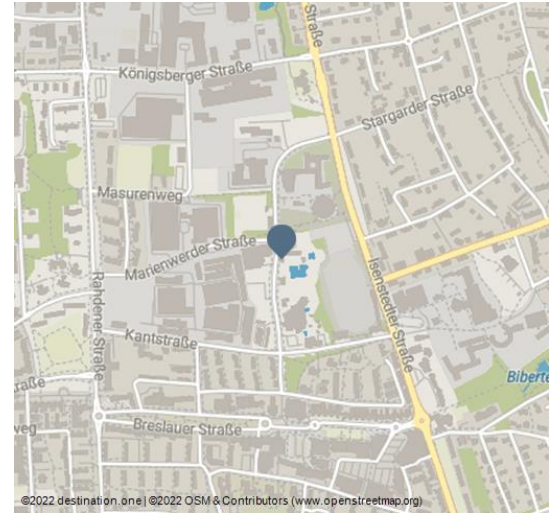 Straße
Königsberger Straße
Stargarder Straße
Masurenweg
Marienwerder Straße
Isenstedter Straße
Rahdener Straße
Kantstraße
raße
Biberte
Breslauer Straße
weg
©2022 destination.one | ©2022 OSM & Contributors (www.openstreetmap.org)